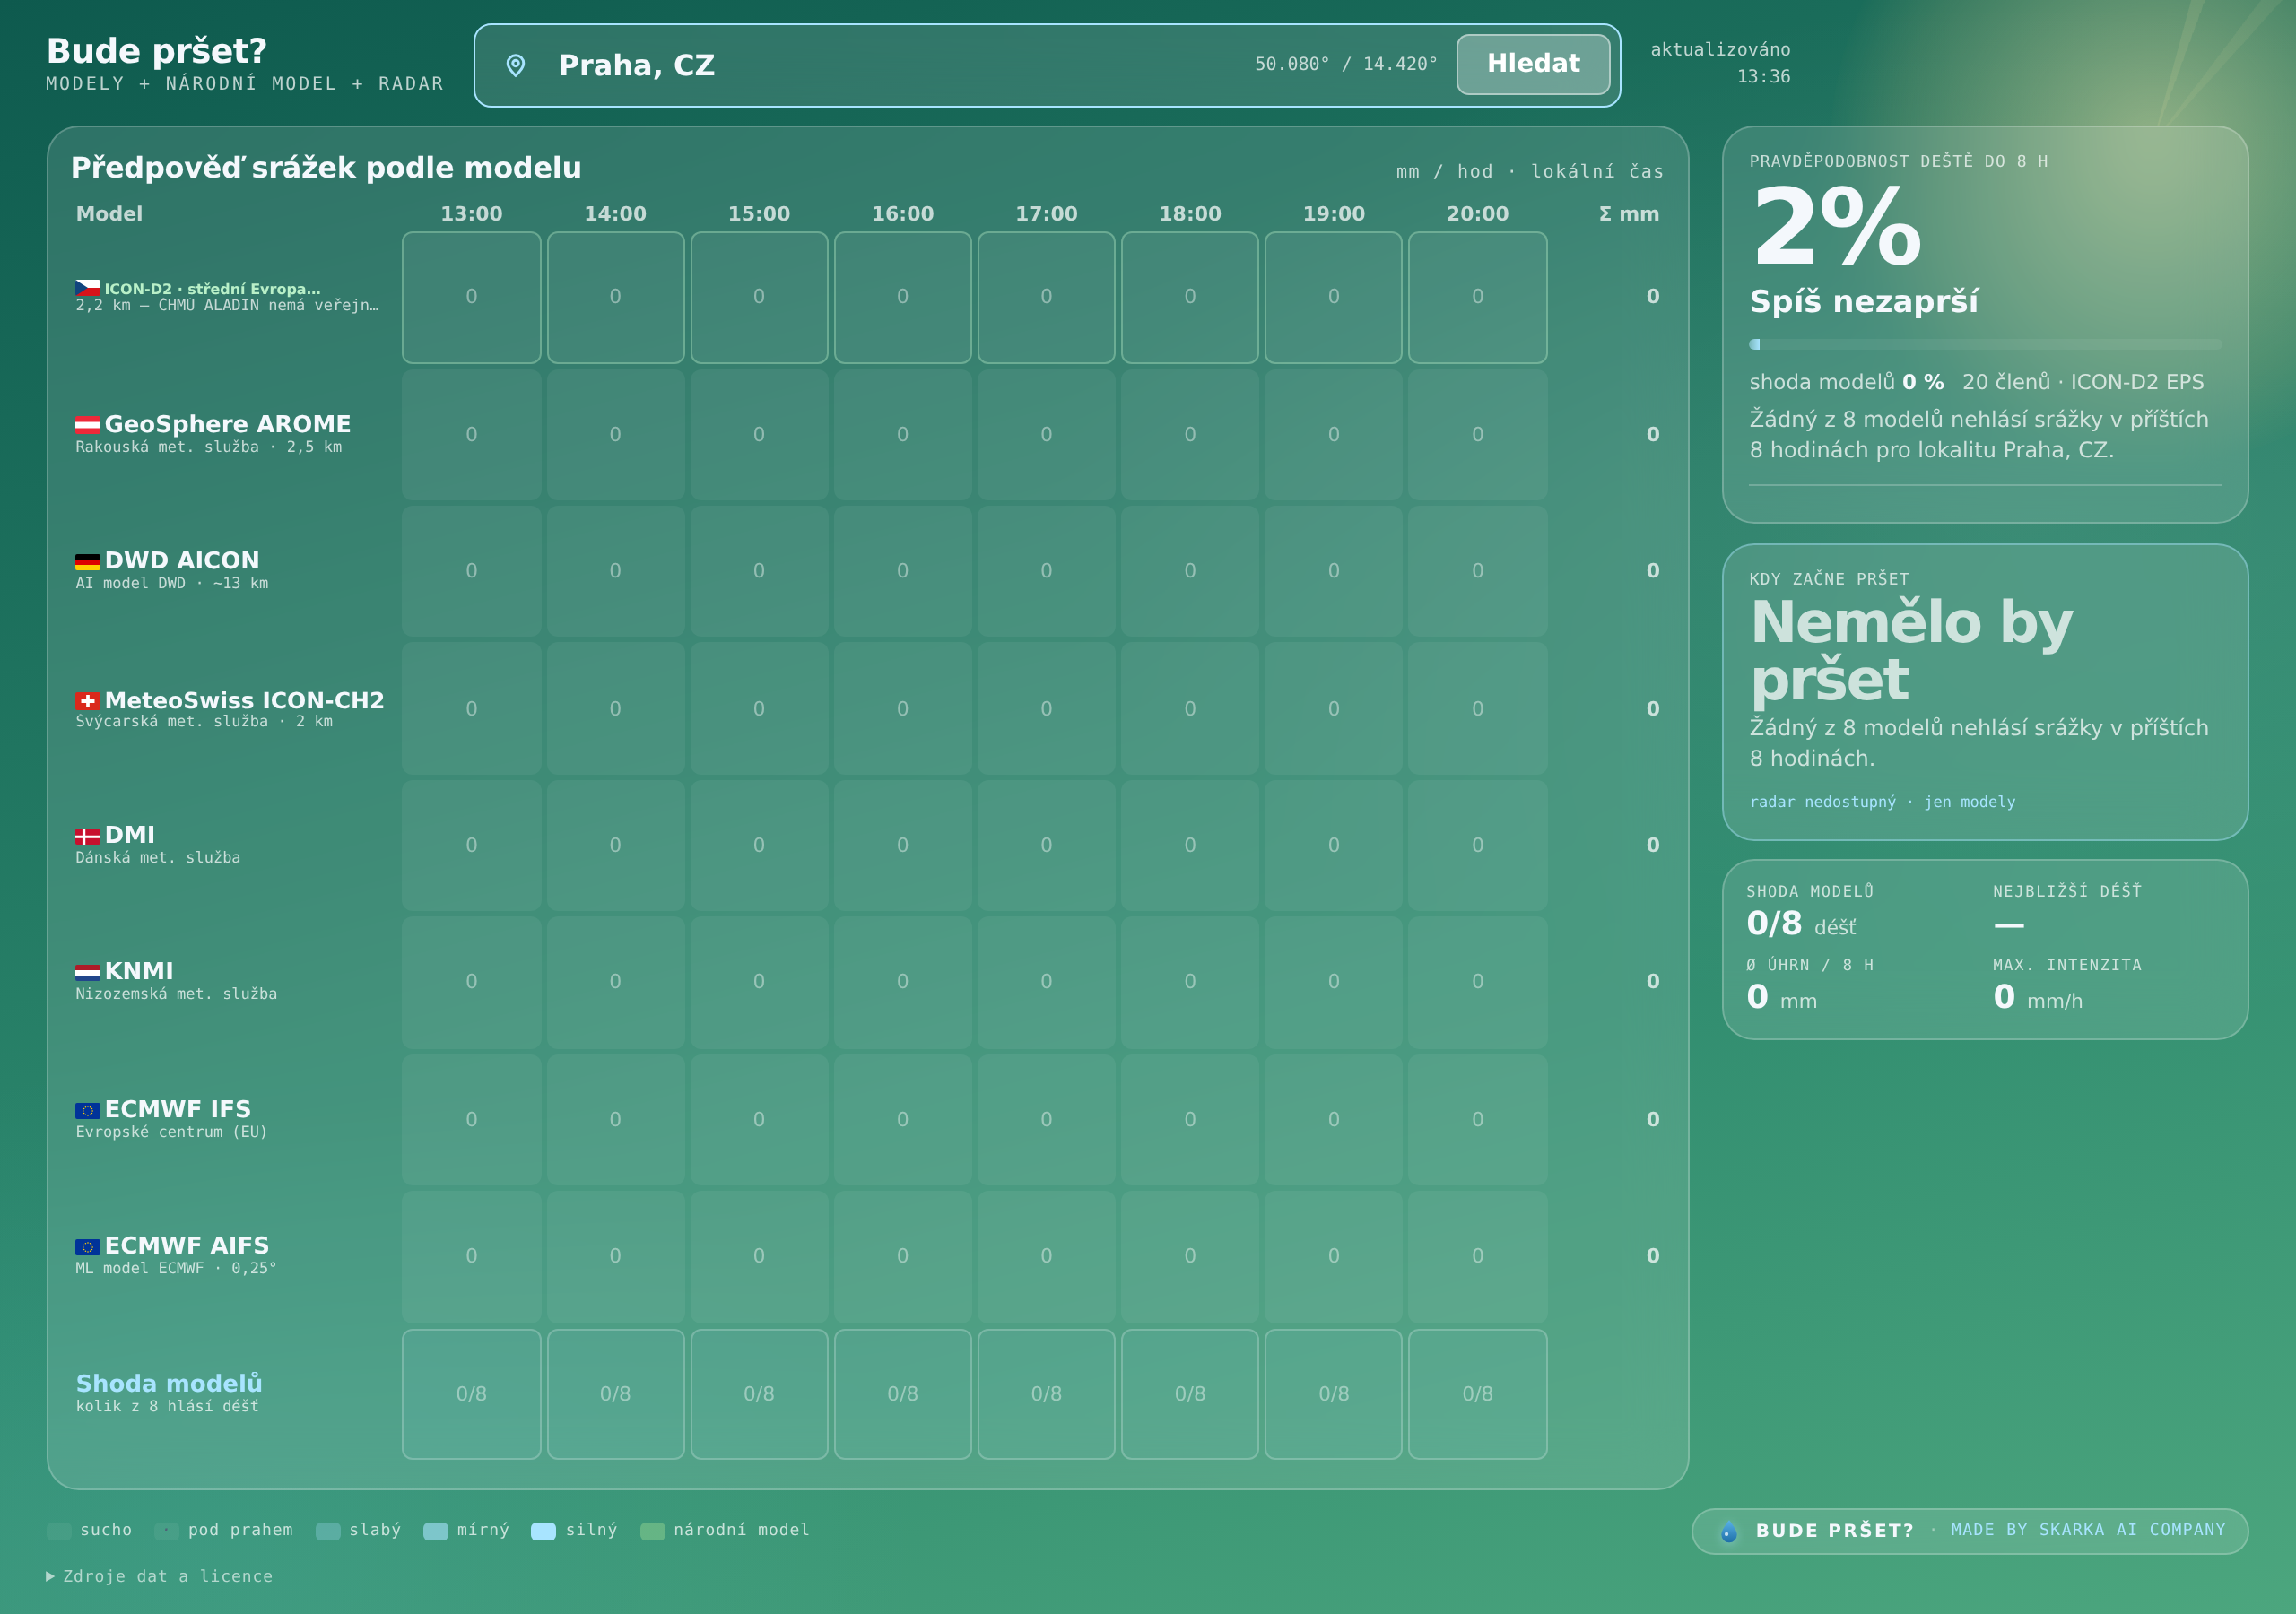 Bude pršet?
MODELY + NÁRODNÍ MODEL + RADAR
Praha, CZ
50.080° / 14.420°
Hledat
aktualizováno
13:36
Předpověď srážek podle modelu
mm / hod · lokální čas
Model 13:00 14:00 15:00 16:00 17:00 18:00 19:00 20:00 Σ mm
ICON-D2 · střední Evropa…
2,2 km — ČHMÚ ALADIN nemá veřejn…
0 0 0 0 0 0 0 0 0
GeoSphere AROME
Rakouská met. služba · 2,5 km
0 0 0 0 0 0 0 0 0
DWD AICON
AI model DWD · ~13 km
0 0 0 0 0 0 0 0 0
MeteoSwiss ICON-CH2
Švýcarská met. služba · 2 km
0 0 0 0 0 0 0 0 0
DMI
Dánská met. služba
0 0 0 0 0 0 0 0 0
KNMI
Nizozemská met. služba
0 0 0 0 0 0 0 0 0
ECMWF IFS
Evropské centrum (EU)
0 0 0 0 0 0 0 0 0
ECMWF AIFS
ML model ECMWF · 0,25°
0 0 0 0 0 0 0 0 0
Shoda modelů
kolik z 8 hlásí déšť
0/8 0/8 0/8 0/8 0/8 0/8 0/8 0/8
PRAVDĚPODOBNOST DEŠTĚ DO 8 H
2%
Spíš nezaprší
shoda modelů 0 % 20 členů · ICON-D2 EPS
Žádný z 8 modelů nehlásí srážky v příštích
8 hodinách pro lokalitu Praha, CZ.
KDY ZAČNE PRŠET
Nemělo by
pršet
Žádný z 8 modelů nehlásí srážky v příštích
8 hodinách.
radar nedostupný · jen modely
SHODA MODELŮ
0/8 déšť
NEJBLIŽŠÍ DÉŠŤ
—
Ø ÚHRN / 8 H
0 mm
MAX. INTENZITA
0 mm/h
sucho · pod prahem slabý mírný silný národní model
BUDE PRŠET? · MADE BY SKARKA AI COMPANY
▶ Zdroje dat a licence